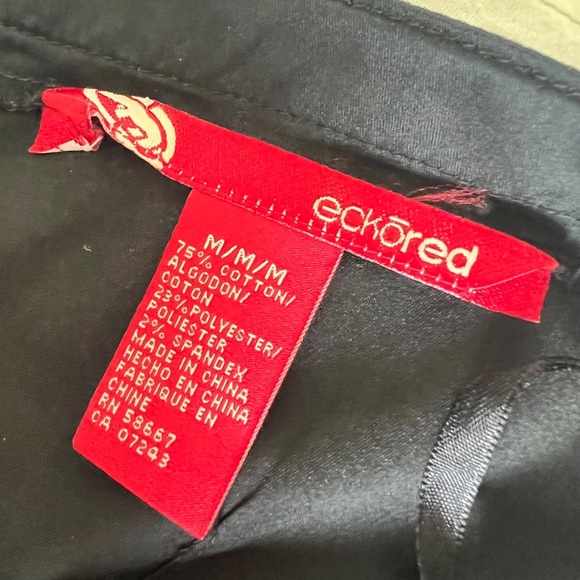 eckōred
M/M/M
75% COTTON/
ALGODON/
COTON
23% POLYESTER/
POLIESTER
2% SPANDEX
MADE IN CHINA
HECHO EN CHINA
FABRIQUE EN
CHINE
RN 58667
CA 07243